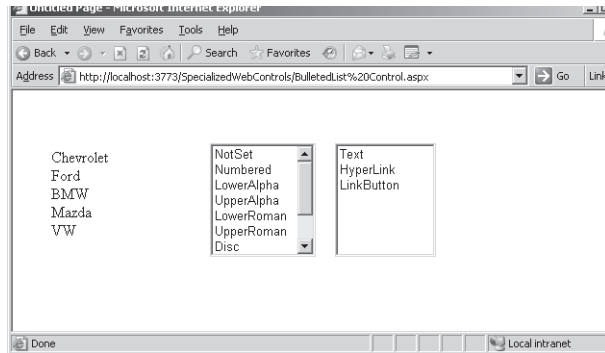 Untitled Page - Microsoft Internet Explorer
File Edit View Favorites Tools Help
Back Search Favorites
Address http://localhost:3773/SpecializedWebControls/BulletedList%20Control.aspx Go Link
Chevrolet
Ford
BMW
Mazda
VW
NotSet
Numbered
LowerAlpha
UpperAlpha
LowerRoman
UpperRoman
Disc
Text
HyperLink
LinkButton
Done Local intranet